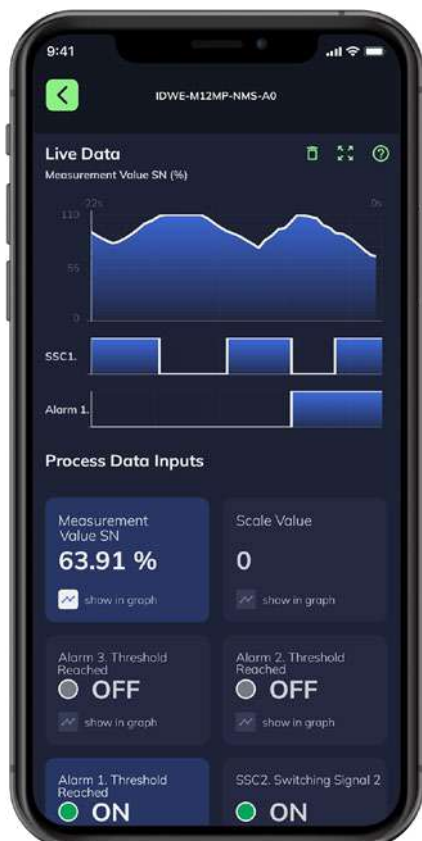 9:41
IDWE-M12MP-NMS-A0
Live Data
Measurement Value SN (%)
22s
0s
110
55
0
SSC1.
Alarm 1.
Process Data Inputs
Measurement
Value SN
63.91 %
show in graph
Scale Value
0
show in graph
Alarm 3. Threshold
Reached
OFF
show in graph
Alarm 2. Threshold
Reached
OFF
show in graph
Alarm 1. Threshold
Reached
ON
SSC2. Switching Signal 2
ON